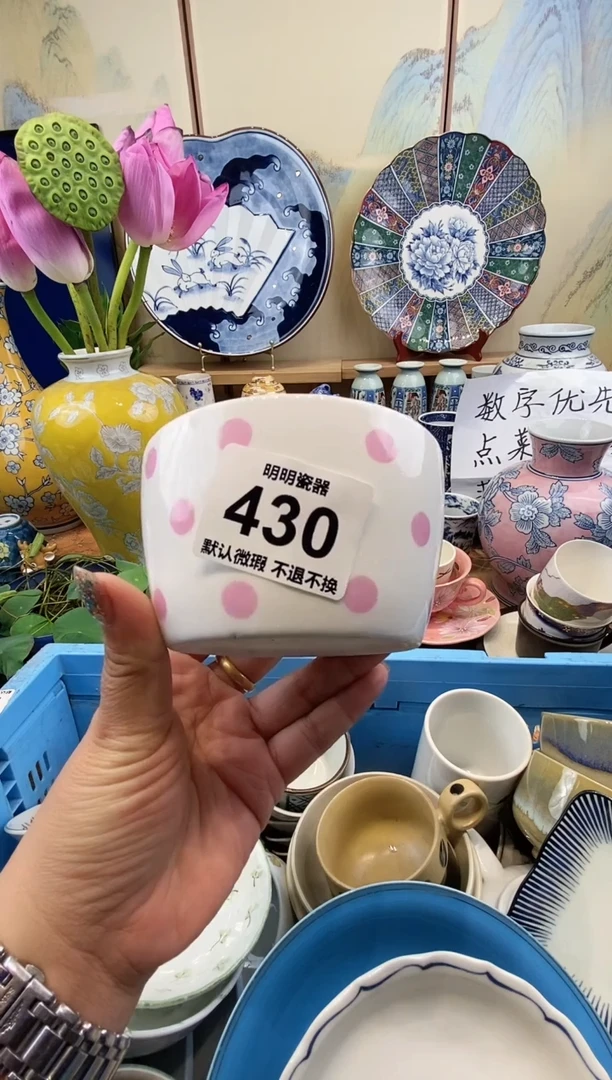 明明瓷器
430
默认微瑕 不退不换
数字优先
点菜